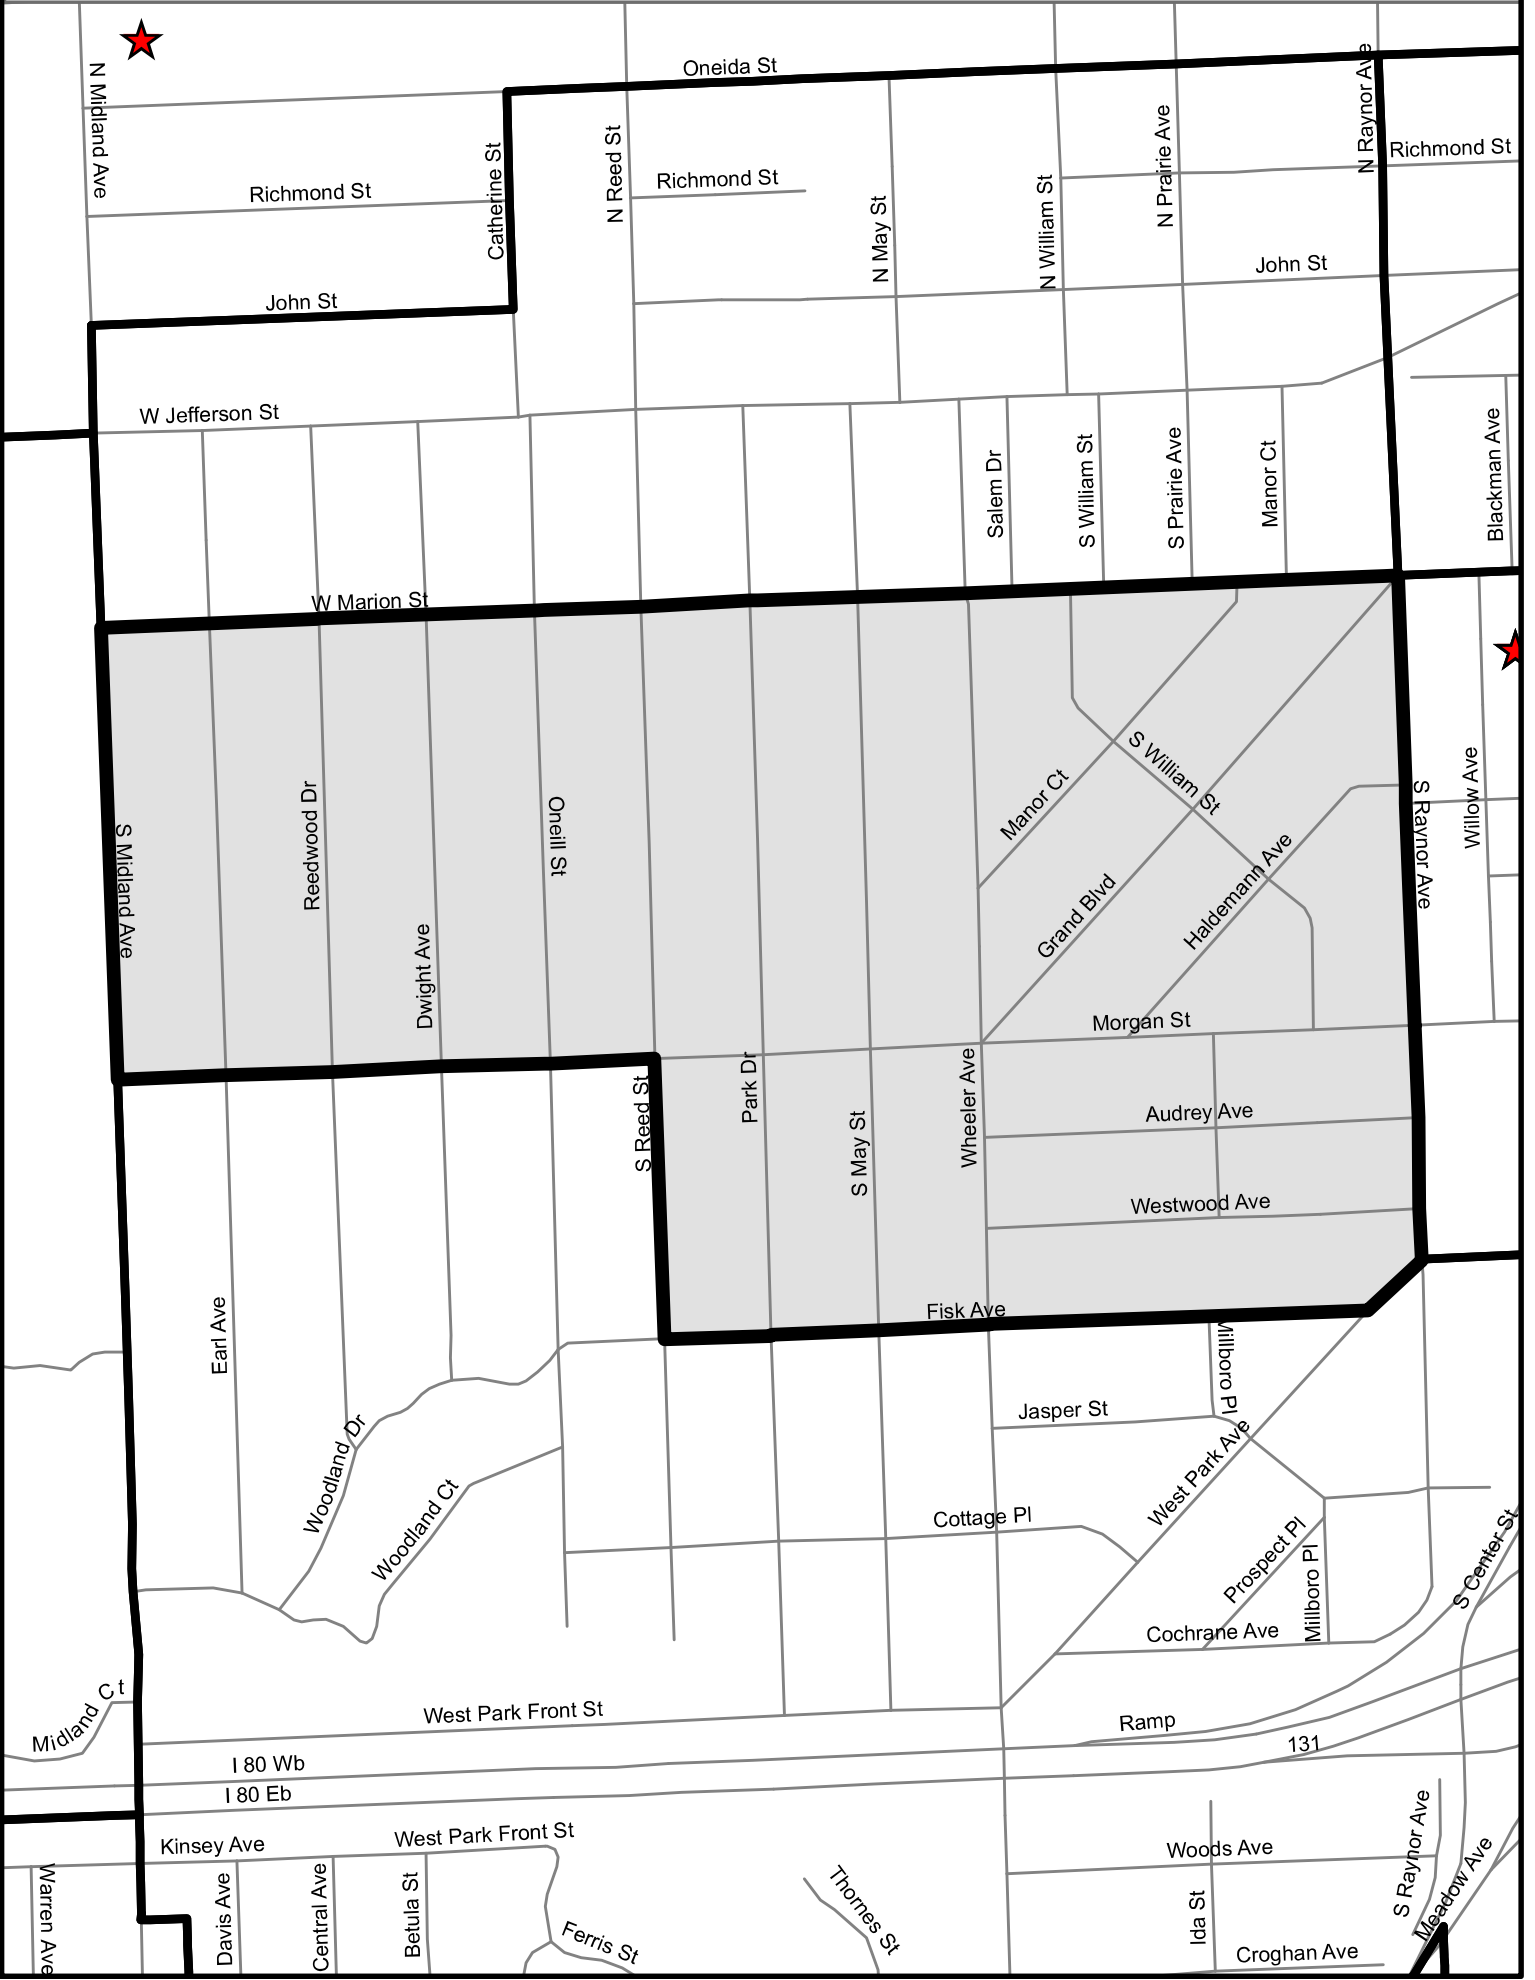 Oneida St
N Midland Ave
N Raynor Ave
Richmond St
Richmond St
Richmond St
Catherine St
N Reed St
N May St
N William St
N Prairie Ave
John St
John St
W Jefferson St
Salem Dr
S William St
S Prairie Ave
Manor Ct
Blackman Ave
W Marion St
S Midland Ave
Reedwood Dr
Dwight Ave
Oneill St
Manor Ct
S William St
Grand Blvd
Haldemann Ave
S Raynor Ave
Willow Ave
Morgan St
S Reed St
Park Dr
S May St
Wheeler Ave
Audrey Ave
Westwood Ave
Fisk Ave
Earl Ave
Millboro Pl
Jasper St
West Park Ave
Woodland Dr
Woodland Ct
Cottage Pl
Prospect Pl
Millboro Pl
S Center St
Cochrane Ave
Midland Ct
West Park Front St
Ramp
131
I 80 Wb
I 80 Eb
Kinsey Ave
West Park Front St
Warren Ave
Davis Ave
Central Ave
Betula St
Ferris St
Thornes St
Woods Ave
Ida St
S Raynor Ave
Meadow Ave
Croghan Ave